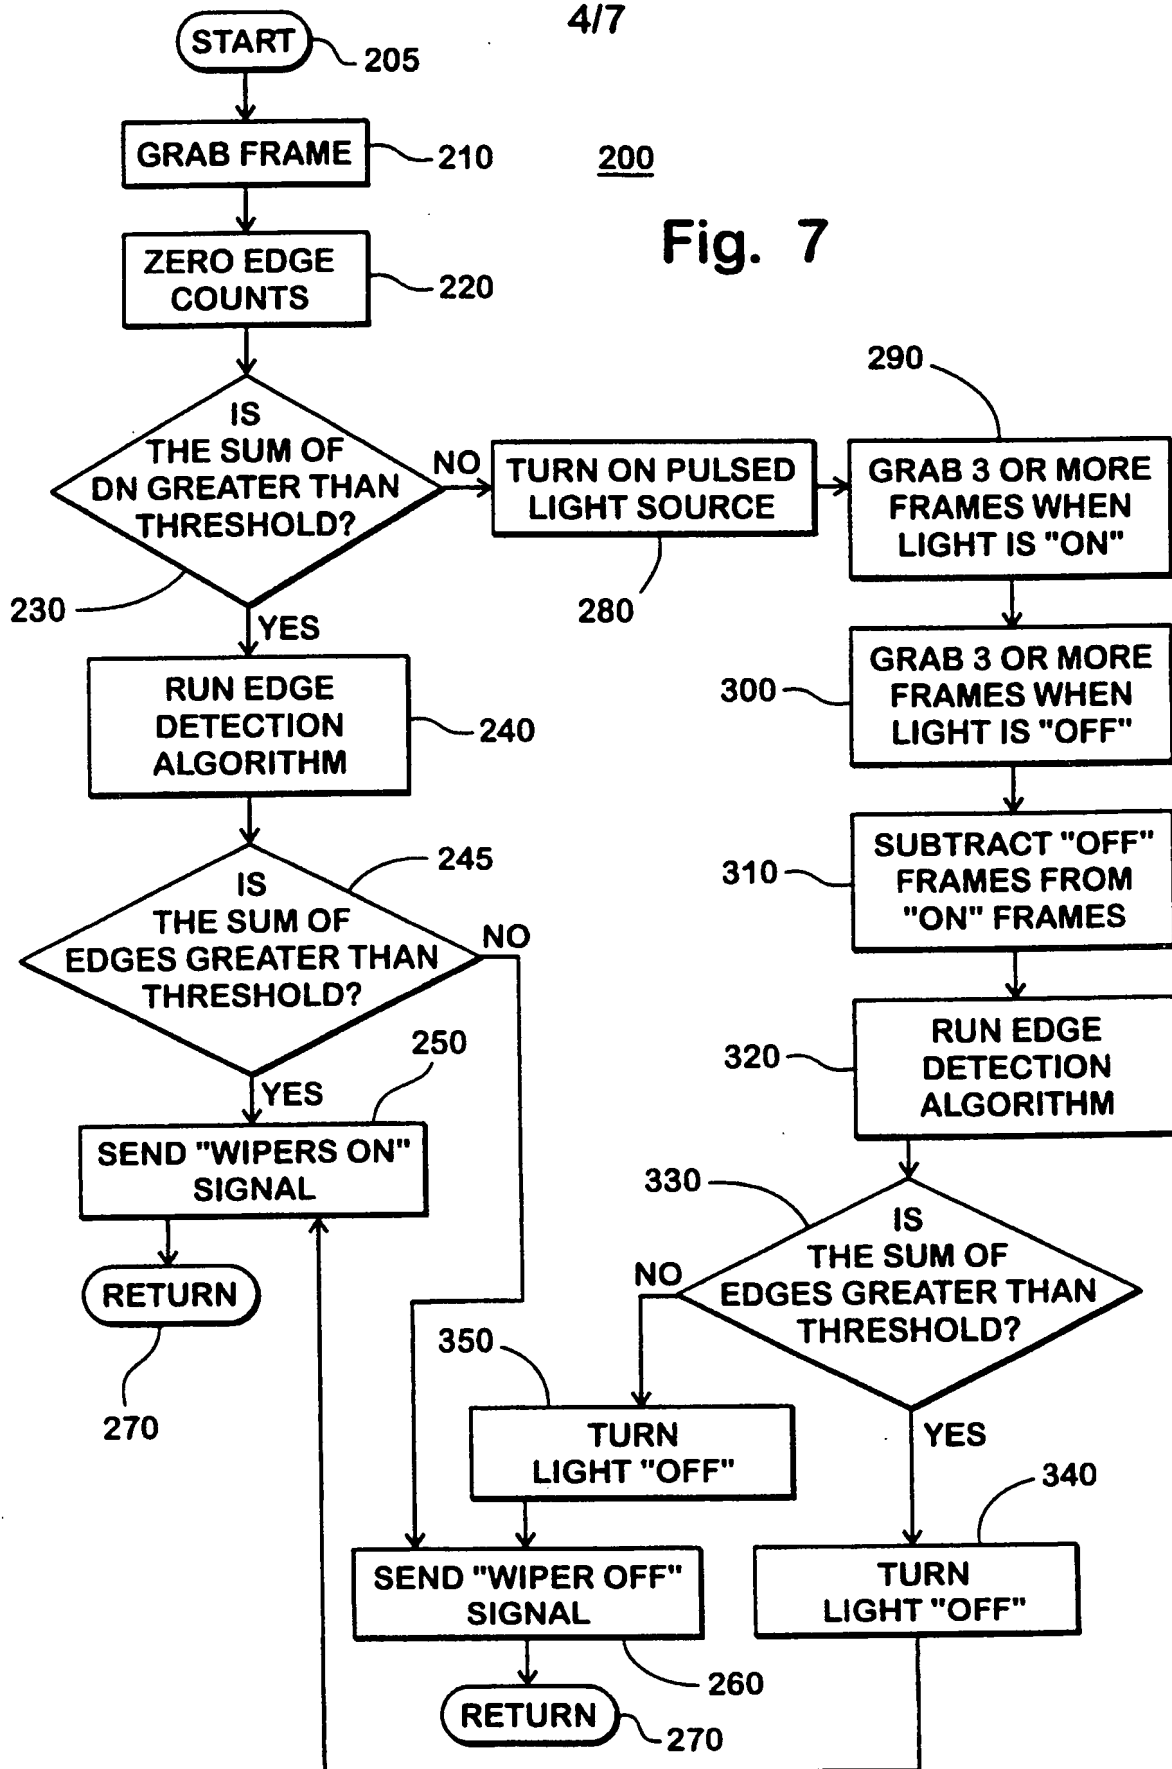 4/7
START
205
GRAB FRAME
210
200
Fig. 7
ZERO EDGE
COUNTS
220
IS
THE SUM OF
DN GREATER THAN
THRESHOLD?
230
NO
YES
TURN ON PULSED
LIGHT SOURCE
280
290
GRAB 3 OR MORE
FRAMES WHEN
LIGHT IS "ON"
RUN EDGE
DETECTION
ALGORITHM
240
300
GRAB 3 OR MORE
FRAMES WHEN
LIGHT IS "OFF"
245
IS
THE SUM OF
EDGES GREATER THAN
THRESHOLD?
NO
YES
310
SUBTRACT "OFF"
FRAMES FROM
"ON" FRAMES
250
SEND "WIPERS ON"
SIGNAL
RETURN
270
320
RUN EDGE
DETECTION
ALGORITHM
330
IS
THE SUM OF
EDGES GREATER THAN
THRESHOLD?
NO
YES
350
TURN
LIGHT "OFF"
340
TURN
LIGHT "OFF"
SEND "WIPER OFF"
SIGNAL
260
RETURN
270